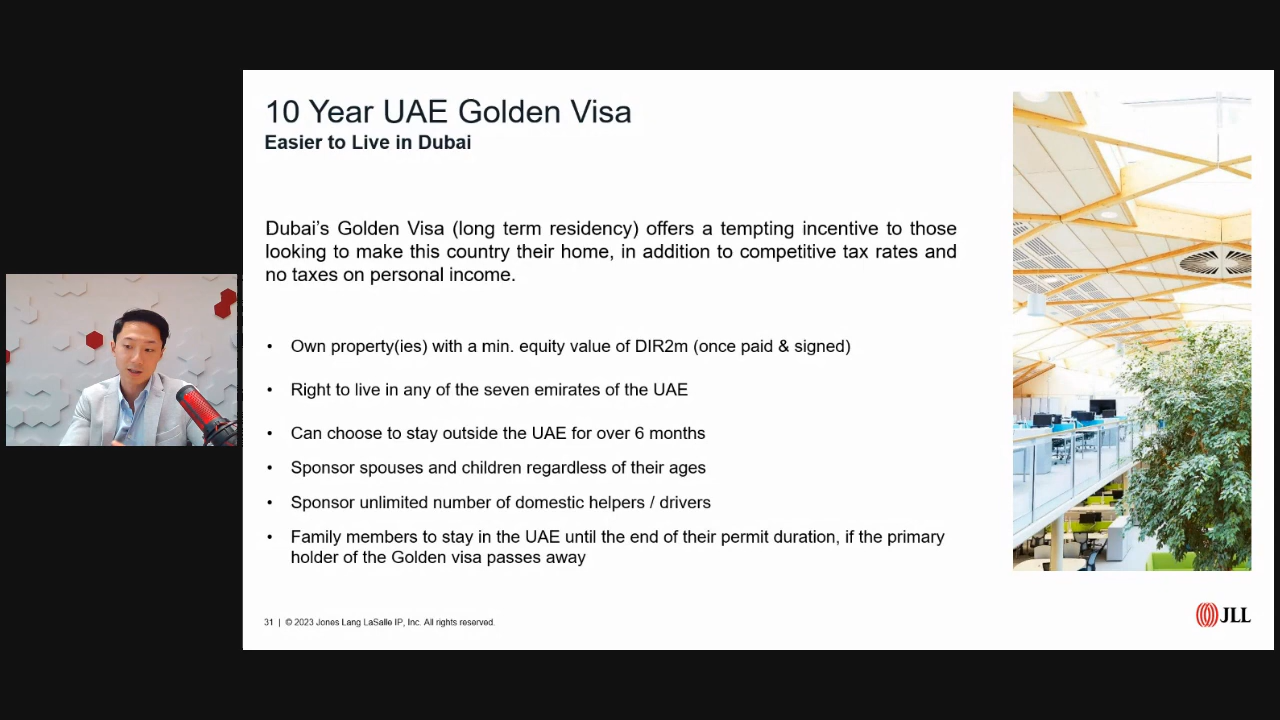 10 Year UAE Golden Visa
Easier to Live in Dubai
Dubai’s Golden Visa (long term residency) offers a tempting incentive to those
looking to make this country their home, in addition to competitive tax rates and
no taxes on personal income.
• Own property(ies) with a min. equity value of DIR2m (once paid & signed)
• Right to live in any of the seven emirates of the UAE
• Can choose to stay outside the UAE for over 6 months
• Sponsor spouses and children regardless of their ages
• Sponsor unlimited number of domestic helpers / drivers
• Family members to stay in the UAE until the end of their permit duration, if the primary
holder of the Golden visa passes away
31 | © 2023 Jones Lang LaSalle IP, Inc. All rights reserved.
JLL